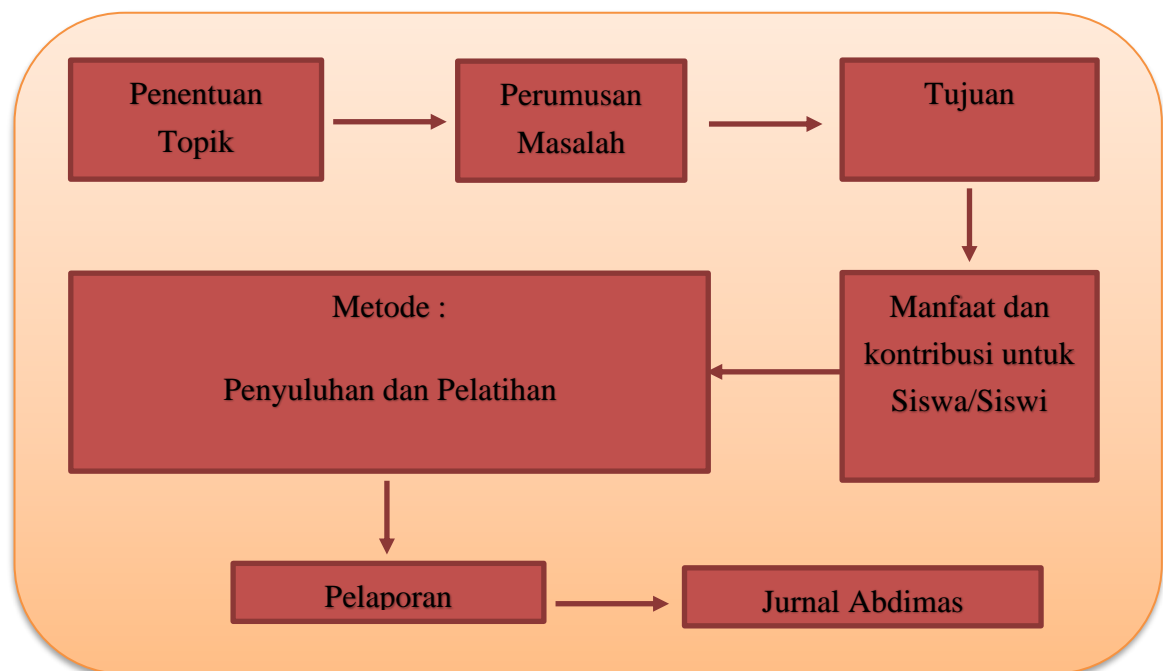 Penentuan
Topik
Perumusan
Masalah
Tujuan
Manfaat dan
kontribusi untuk
Siswa/Siswi
Metode :
Penyuluhan dan Pelatihan
Pelaporan
Jurnal Abdimas